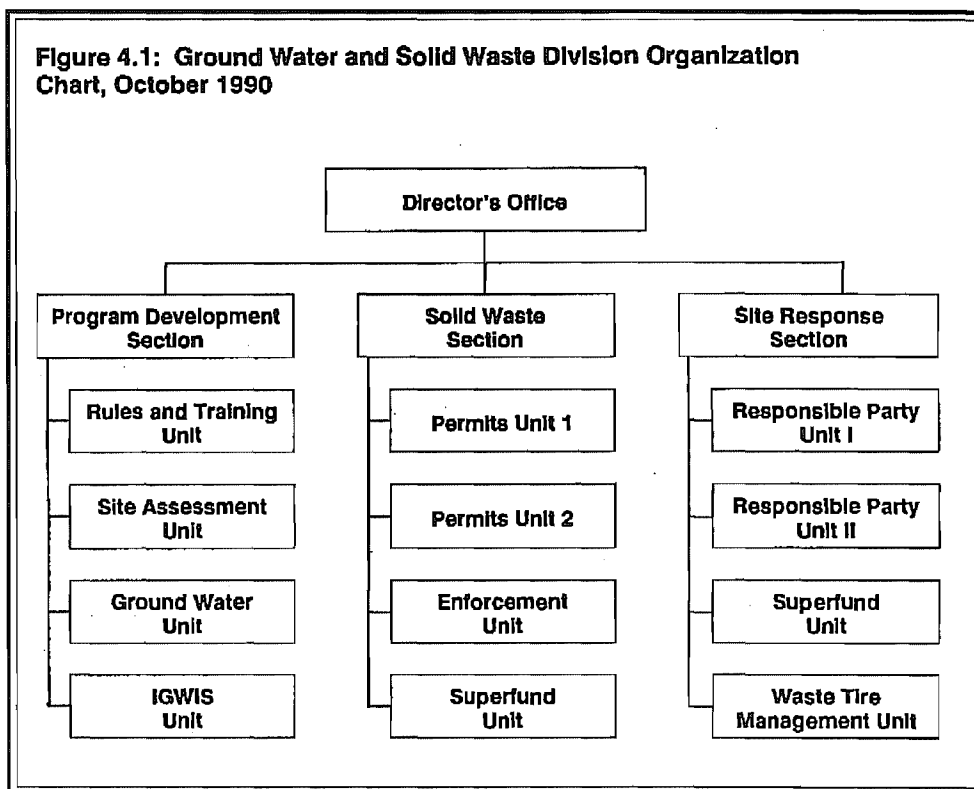 Figure 4.1: Ground Water and Solid Waste Division Organization
Chart, October 1990
Director's Office
Program Development
Section
Rules and Training
Unit
Site Assessment
Unit
Ground Water
Unit
IGWIS
Unit
Solid Waste
Section
Permits Unit 1
Permits Unit 2
Enforcement
Unit
Superfund
Unit
Site Response
Section
Responsible Party
Unit I
Responsible Party
Unit II
Superfund
Unit
Waste Tire
Management Unit